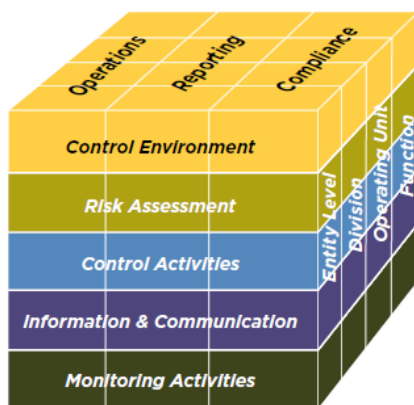 Operations
Reporting
Compliance
Control Environment
Risk Assessment
Control Activities
Information & Communication
Monitoring Activities
Entity Level
Division
Operating Unit
Function